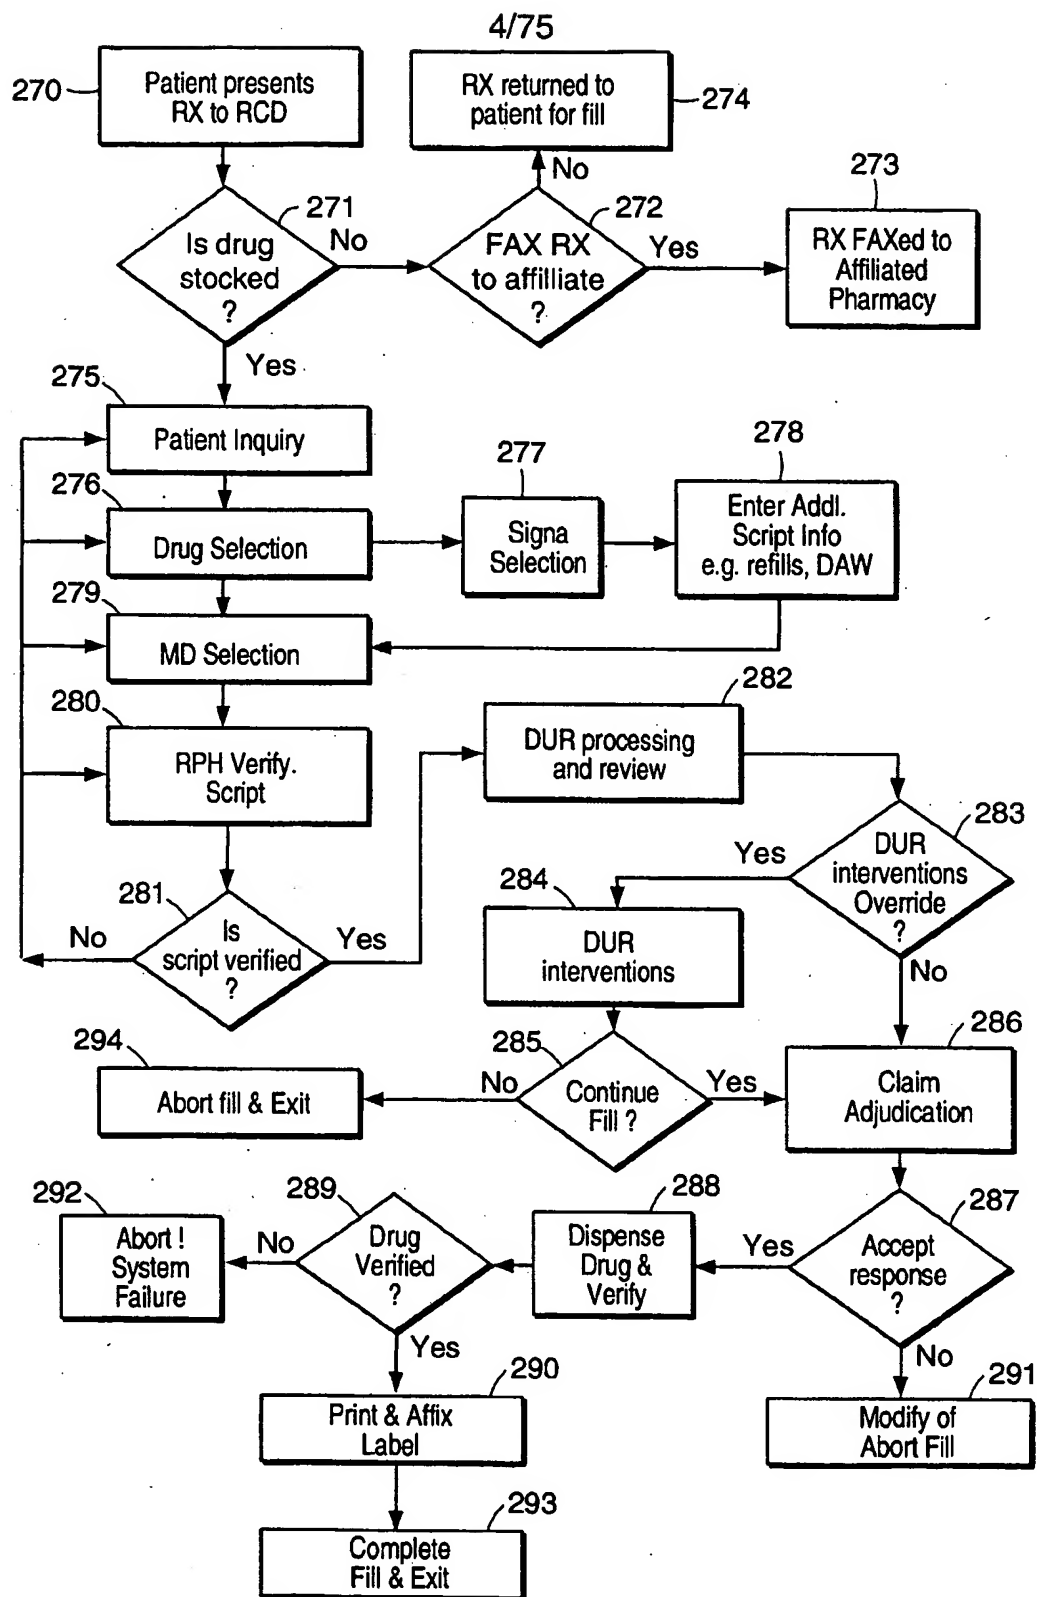 4/75
270
Patient presents
RX to RCD
RX returned to
patient for fill
274
No
273
271
Is drug
stocked
?
No
272
FAX RX
to affilliate
?
Yes
RX FAXed to
Affiliated
Pharmacy
Yes
275
Patient Inquiry
276
Drug Selection
277
Signa
Selection
278
Enter Addl.
Script Info
e.g. refills, DAW
279
MD Selection
280
RPH Verify.
Script
282
DUR processing
and review
283
DUR
interventions
Override
?
Yes
No
281
Is
script verified
?
No
Yes
284
DUR
interventions
294
Abort fill & Exit
285
No
Continue
Fill ?
Yes
286
Claim
Adjudication
292
Abort !
System
Failure
289
No
Drug
Verified
?
288
Dispense
Drug &
Verify
Yes
287
Accept
response
?
Yes
No
290
Print & Affix
Label
291
Modify of
Abort Fill
293
Complete
Fill & Exit